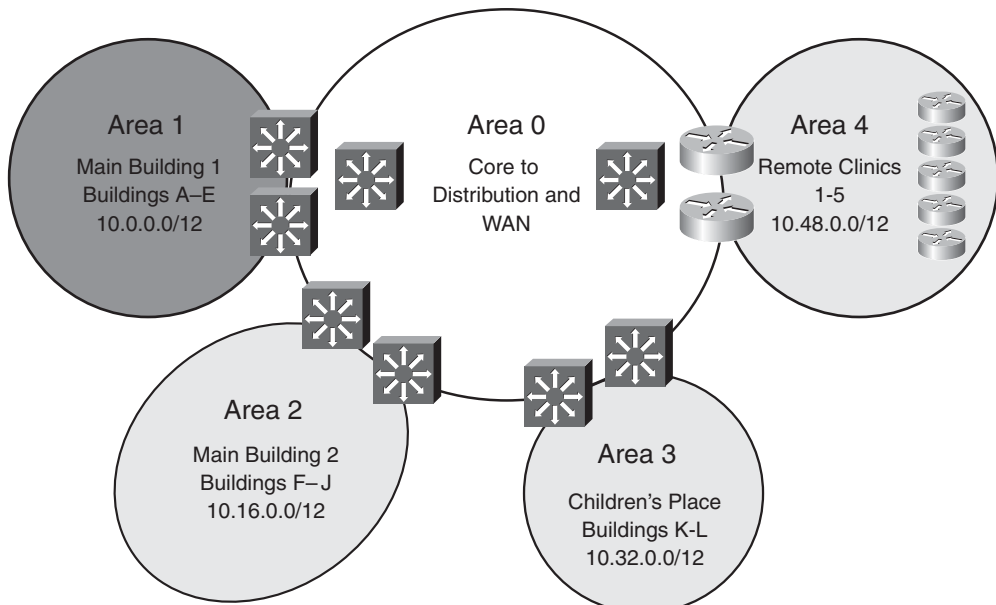 Area 1
Main Building 1
Buildings A–E
10.0.0.0/12
Area 0
Core to
Distribution and
WAN
Area 4
Remote Clinics
1-5
10.48.0.0/12
Area 2
Main Building 2
Buildings F–J
10.16.0.0/12
Area 3
Children's Place
Buildings K-L
10.32.0.0/12